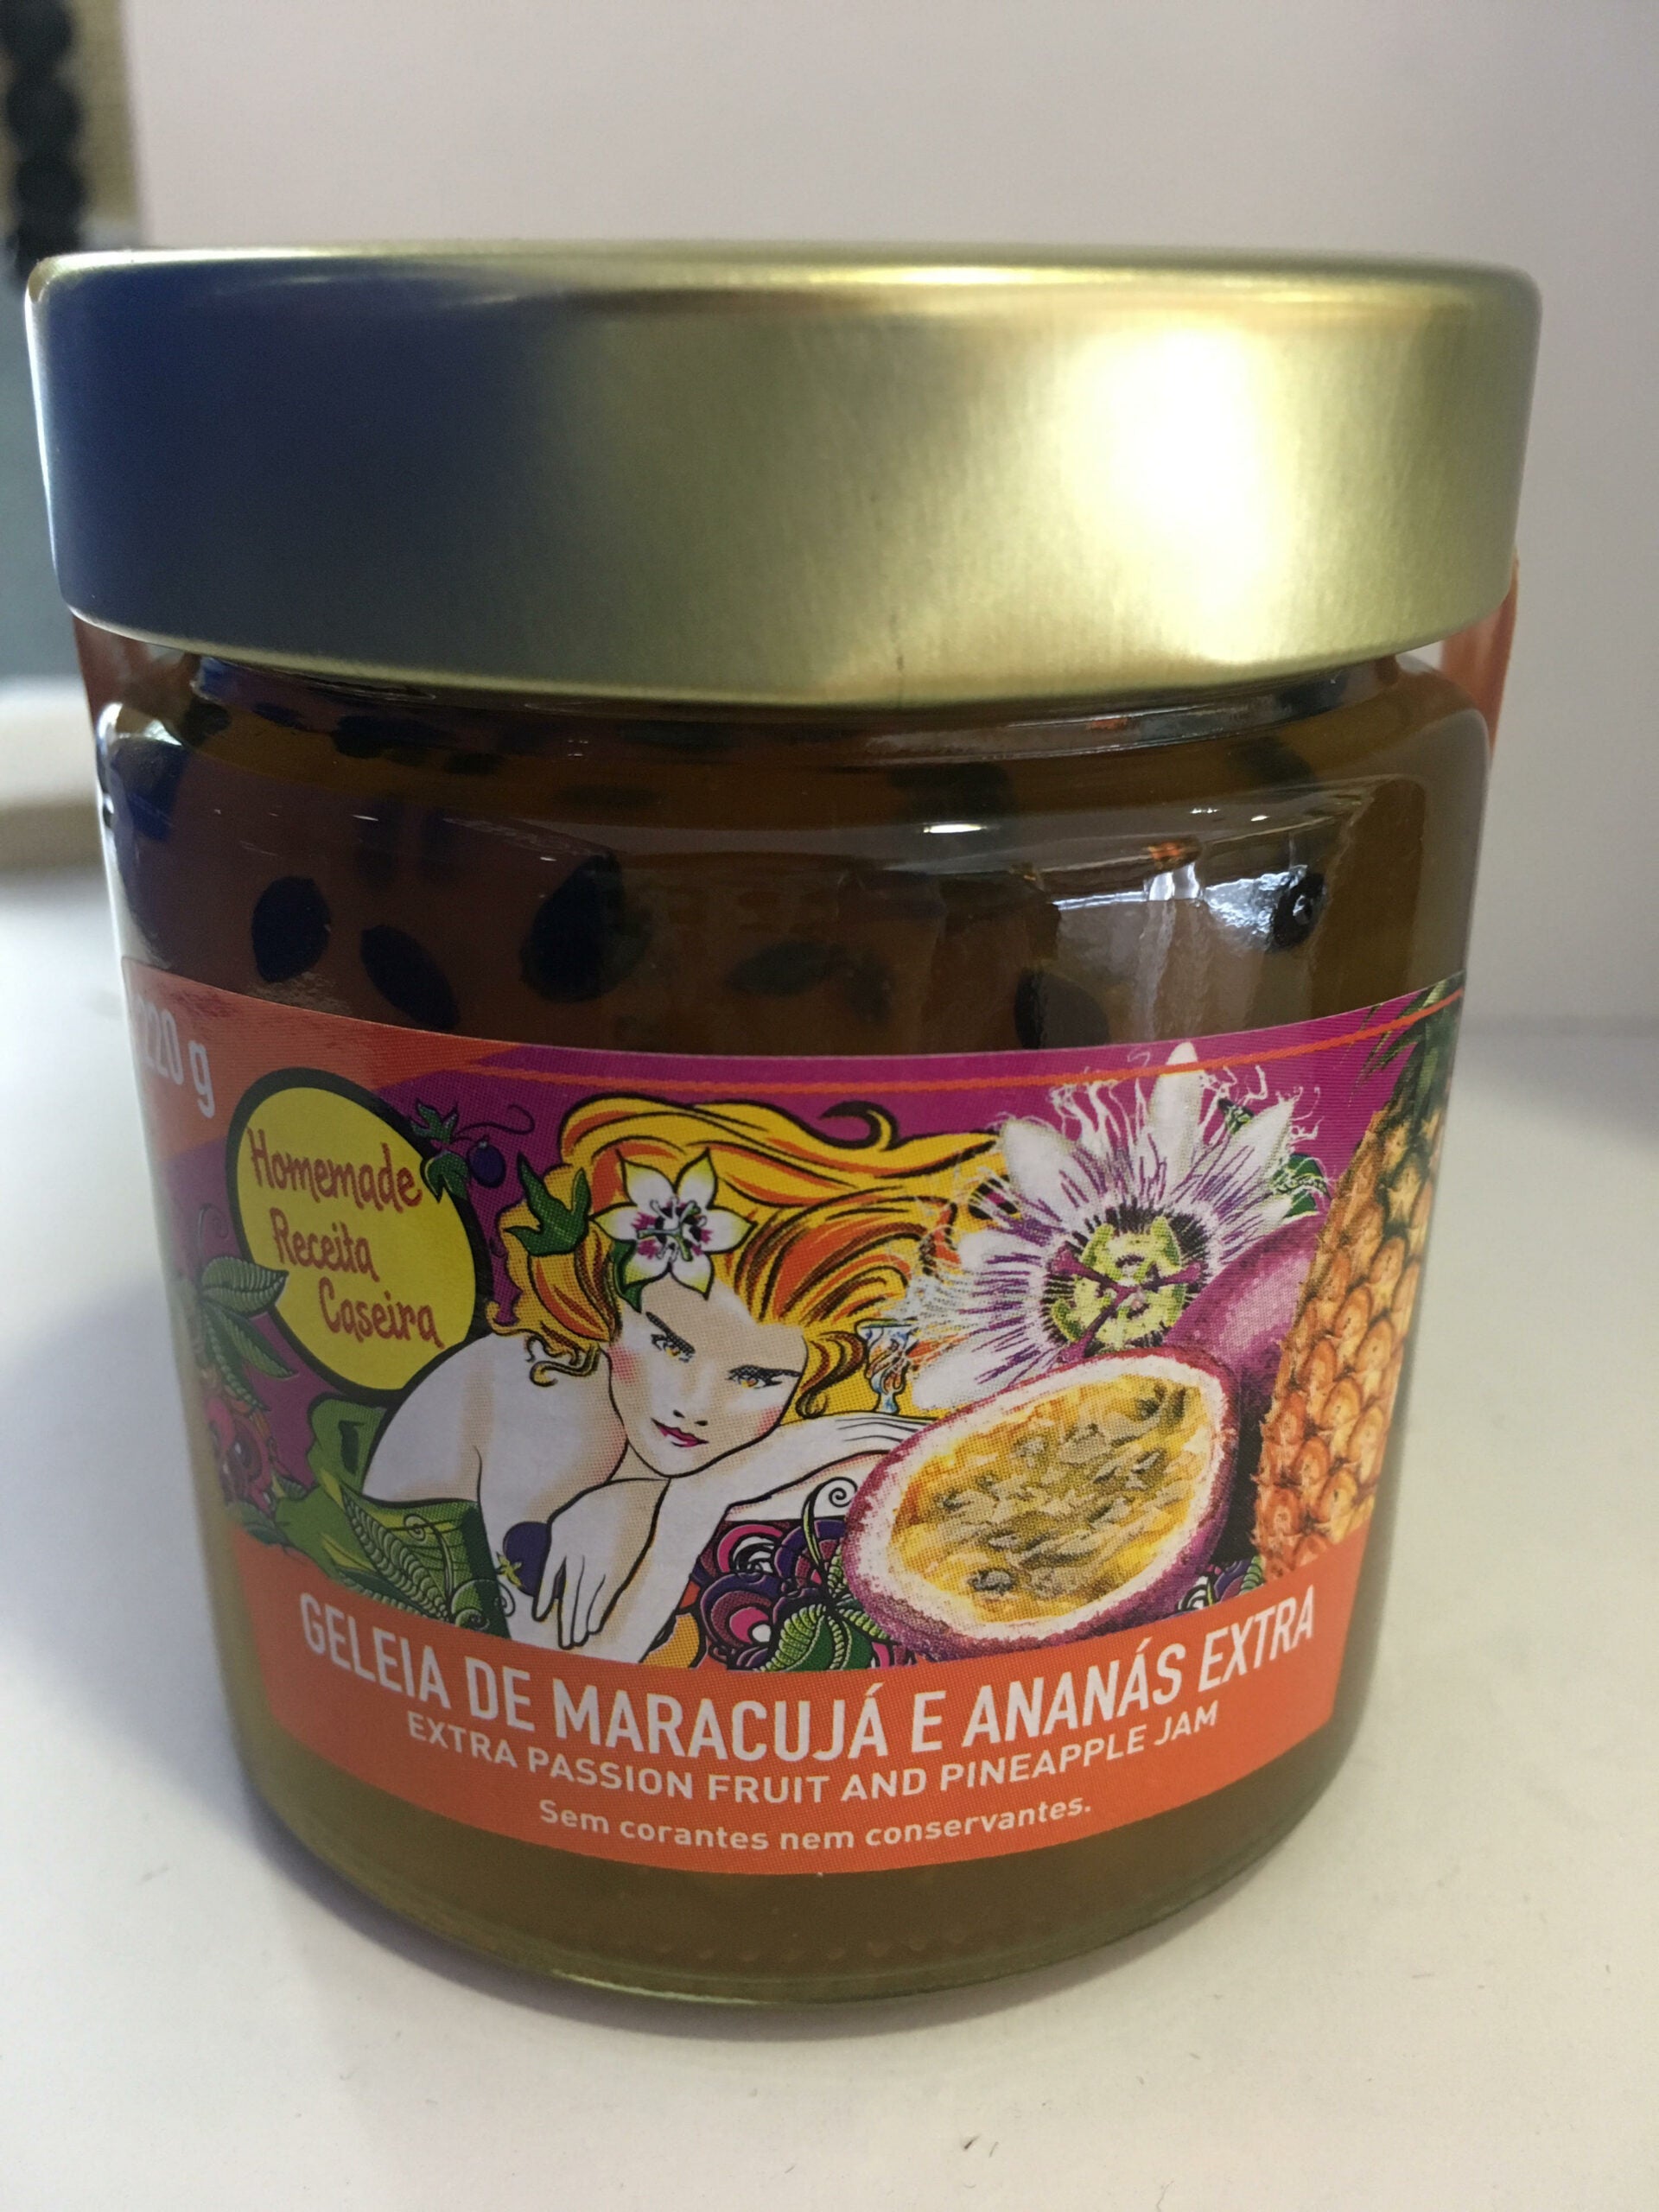 220 g
Homemade
Receita
Caseira
GELEIA DE MARACUJÁ E ANANÁS EXTRA
EXTRA PASSION FRUIT AND PINEAPPLE JAM
Sem corantes nem conservantes.